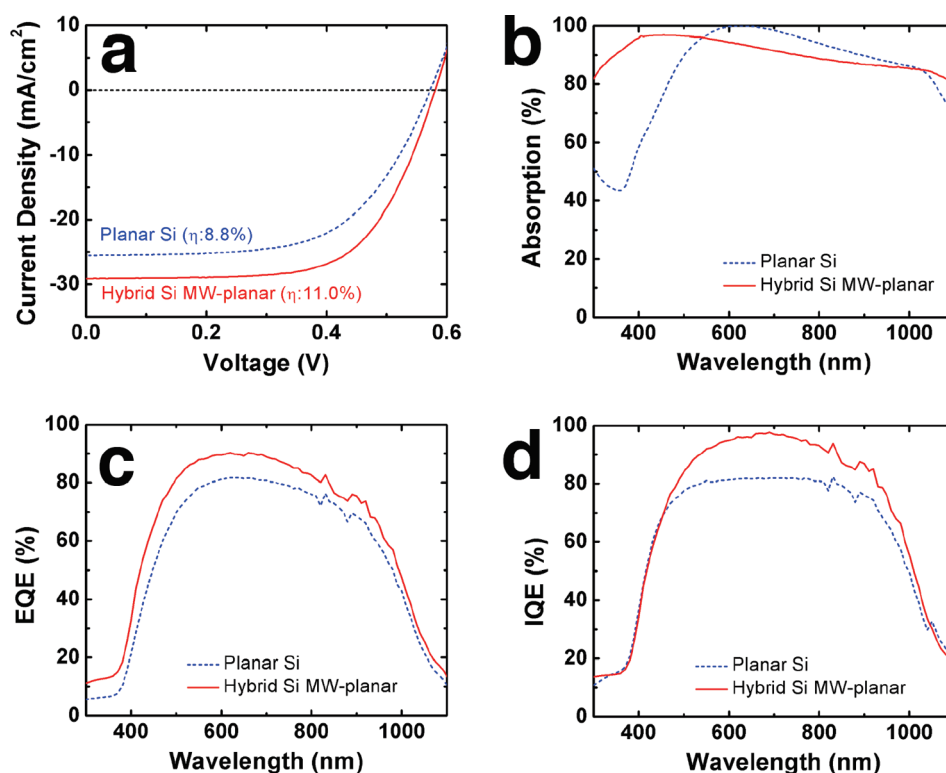 a
10
0
-10
-20
-30
Current Density (mA/cm²)
Planar Si (η:8.8%)
Hybrid Si MW-planar (η:11.0%)
0.0 0.2 0.4 0.6
Voltage (V)
b
100
80
60
40
20
0
Absorption (%)
Planar Si
Hybrid Si MW-planar
400 600 800 1000
Wavelength (nm)
c
100
80
60
40
20
0
EQE (%)
Planar Si
Hybrid Si MW-planar
400 600 800 1000
Wavelength (nm)
d
100
80
60
40
20
0
IQE (%)
Planar Si
Hybrid Si MW-planar
400 600 800 1000
Wavelength (nm)